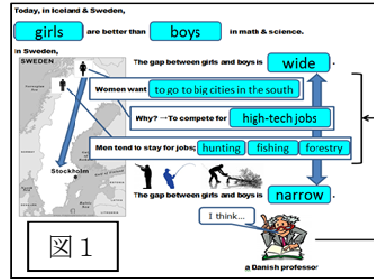 Today, in Iceland & Sweden,
girls are better than boys in math & science.
In Sweden,
SWEDEN
The gap between girls and boys is wide .
Women want to go to big cities in the south
Why? →To compete for high-tech jobs
Men tend to stay for jobs; hunting fishing forestry
Stockholm
The gap between girls and boys is narrow .
I think...
図1
a Danish professor